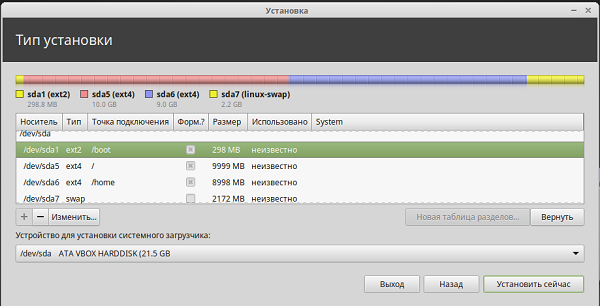 Установка
Тип установки
sda1 (ext2) sda5 (ext4) sda6 (ext4) sda7 (linux-swap)
298.8 MB 10.0 GB 9.0 GB 2.2 GB
Носитель Тип Точка подключения Форм.? Размер Использовано System
/dev/sda
/dev/sda1 ext2 /boot 298 MB неизвестно
/dev/sda5 ext4 / 9999 MB неизвестно
/dev/sda6 ext4 /home 8998 MB неизвестно
/dev/sda7 swap 2172 MB неизвестно
+ − Изменить... Новая таблица разделов... Вернуть
Устройство для установки системного загрузчика:
/dev/sda ATA VBOX HARDDISK (21.5 GB
Выход Назад Установить сейчас